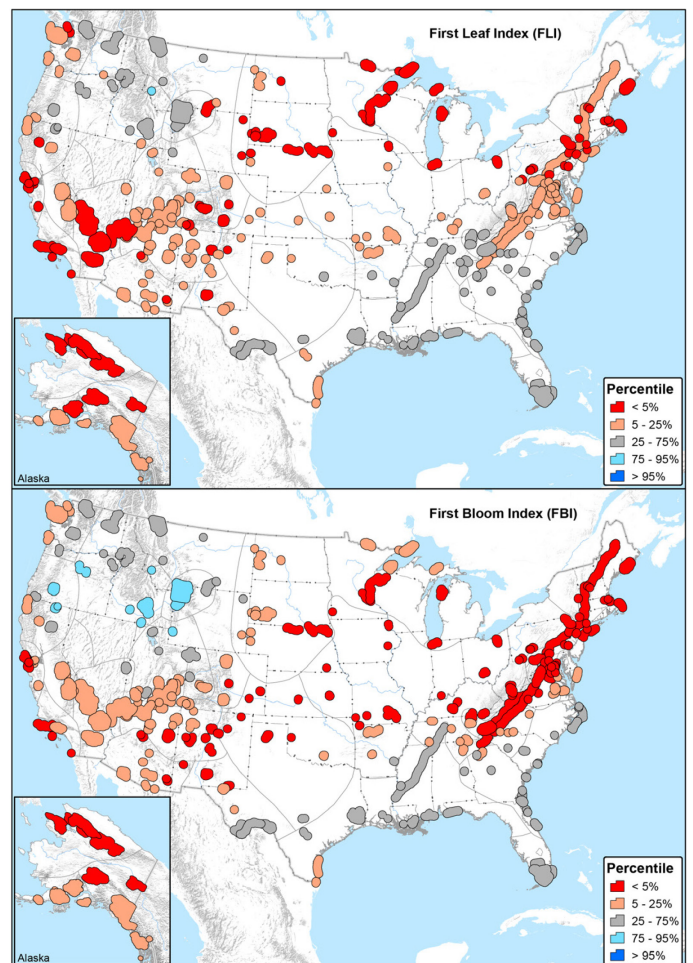 First Leaf Index (FLI)
Percentile
< 5%
5 - 25%
25 - 75%
75 - 95%
> 95%
Alaska
First Bloom Index (FBI)
Percentile
< 5%
5 - 25%
25 - 75%
75 - 95%
> 95%
Alaska